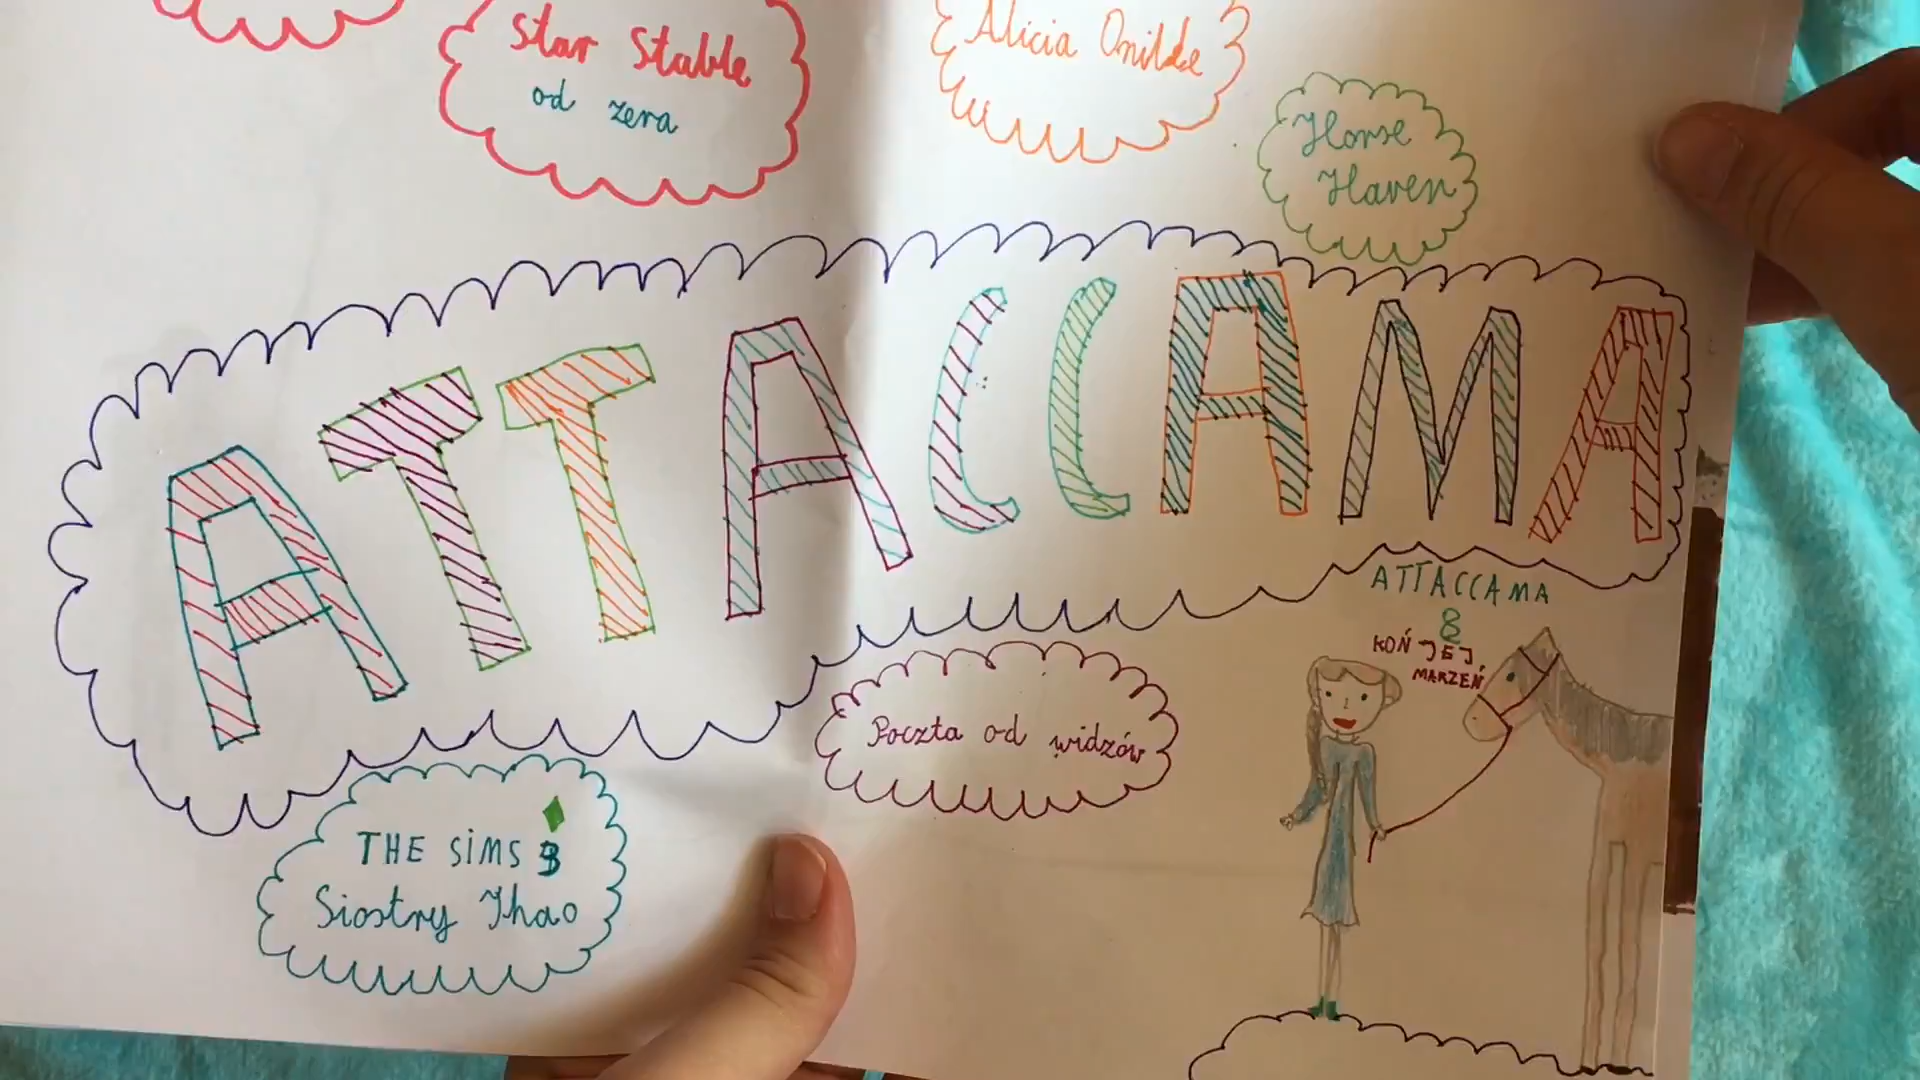 Star Stable
od zera
Alicia Onilde
Horse
Haven
ATTACCAMA
ATTACCAMA
&
KOŃ JEJ
MARZEŃ
Poczta od widzów
THE SiMS 3
Siostry Thao